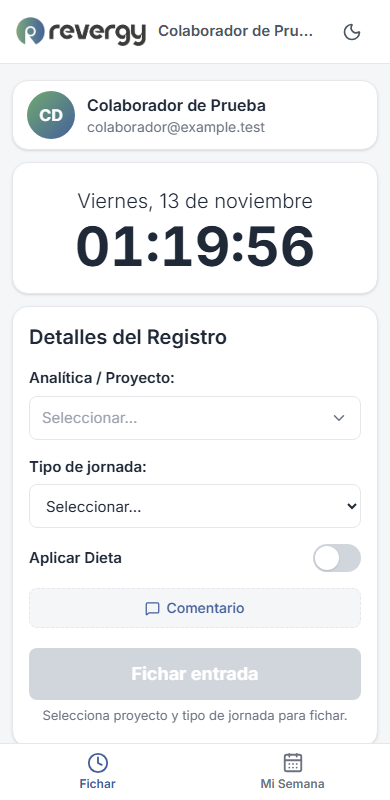 revergy Colaborador de Pru...
CD
Colaborador de Prueba
colaborador@example.test
Viernes, 13 de noviembre
01:19:56
Detalles del Registro
Analítica / Proyecto:
Seleccionar...
Tipo de jornada:
Seleccionar...
Aplicar Dieta
Comentario
Fichar entrada
Selecciona proyecto y tipo de jornada para fichar.
Fichar
Mi Semana